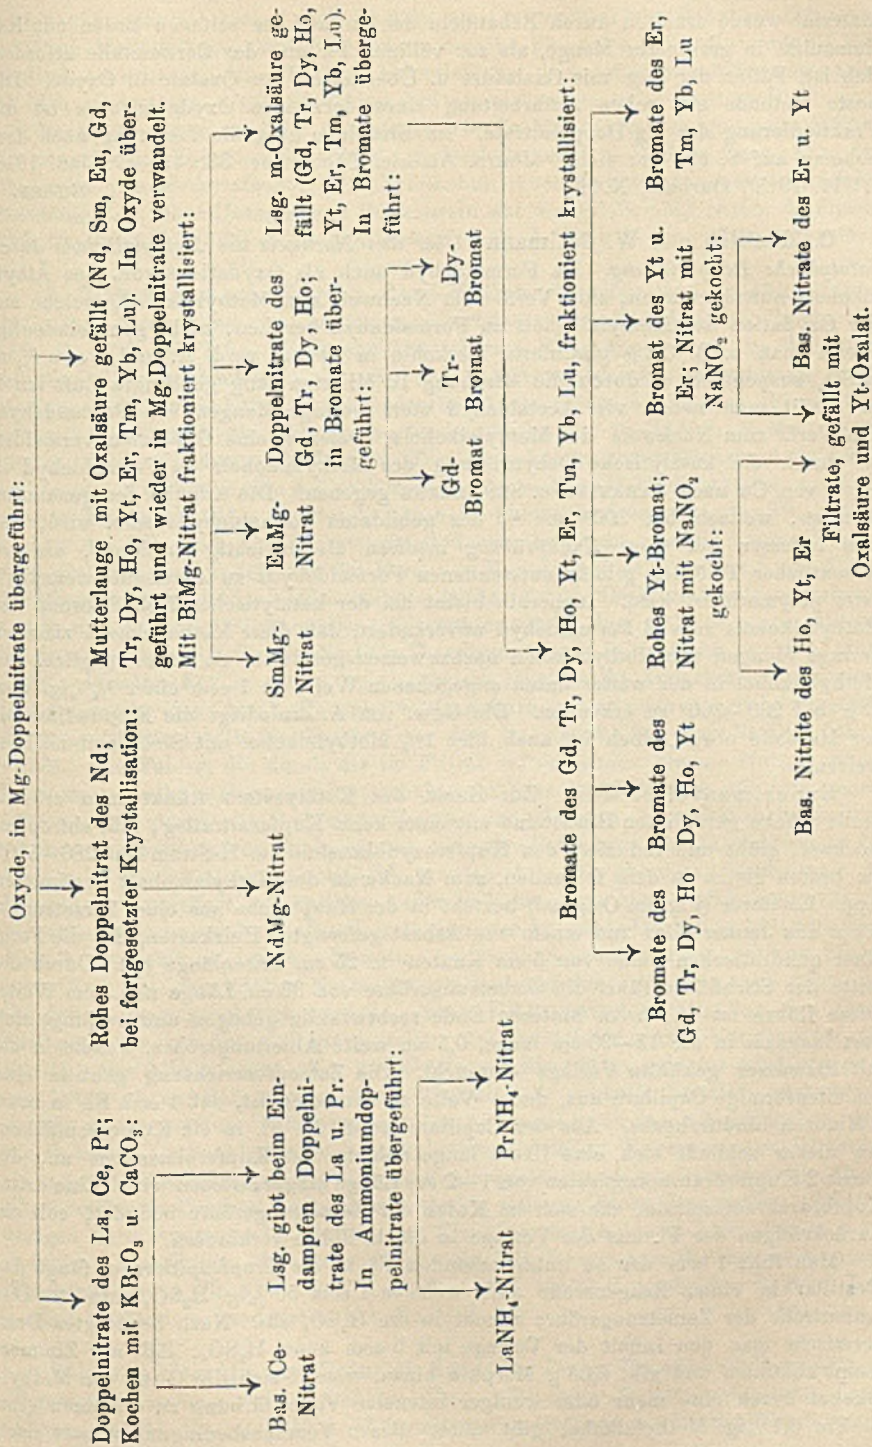 Oxyde, in Mg-Doppelnitrate übergeführt:
Doppelnitrate des La, Ce, Pr;
Kochen mit KBrO₃ u. CaCO₃:
Rohes Doppelnitrat des Nd;
bei fortgesetzter Krystallisation:
Mutterlauge mit Oxalsäure gefällt (Nd, Sm, Eu, Gd,
Tr, Dy, Ho, Yt, Er, Tm, Yb, Lu). In Oxyde über-
geführt und wieder in Mg-Doppelnitrate verwandelt.
Mit BiMg-Nitrat fraktioniert krystallisiert:
Bas. Ce-
Nitrat
Lsg. gibt beim Ein-
dampfen Doppelni-
trate des La u. Pr.
In Ammoniumdop-
pelnitrate übergeführt:
NdMg-Nitrat
SmMg-
Nitrat
EuMg-
Nitrat
Doppelnitrate des
Gd, Tr, Dy, Ho;
in Bromate über-
geführt:
Lsg. m-Oxalsäure ge-
fällt (Gd, Tr, Dy, Ho,
Yt, Er, Tm, Yb, Lu).
In Bromate überge-
führt:
LaNH₄-Nitrat
PrNH₄-Nitrat
Gd-
Bromat
Tr-
Bromat
Dy-
Bromat
Bromate des Gd, Tr, Dy, Ho, Yt, Er, Tm, Yb, Lu, fraktioniert krystallisiert:
Bromate des
Gd, Tr, Dy, Ho
Bromate des
Dy, Ho, Yt
Rohes Yt-Bromat;
Nitrat mit NaNO₂
gekocht:
Bromat des Yt u.
Er; Nitrat mit
NaNO₂ gekocht:
Bromate des Er,
Tm, Yb, Lu
Bas. Nitrite des Ho, Yt, Er
Filtrate, gefällt mit
Oxalsäure und Yt-Oxalat.
Bas. Nitrate des Er u. Yt